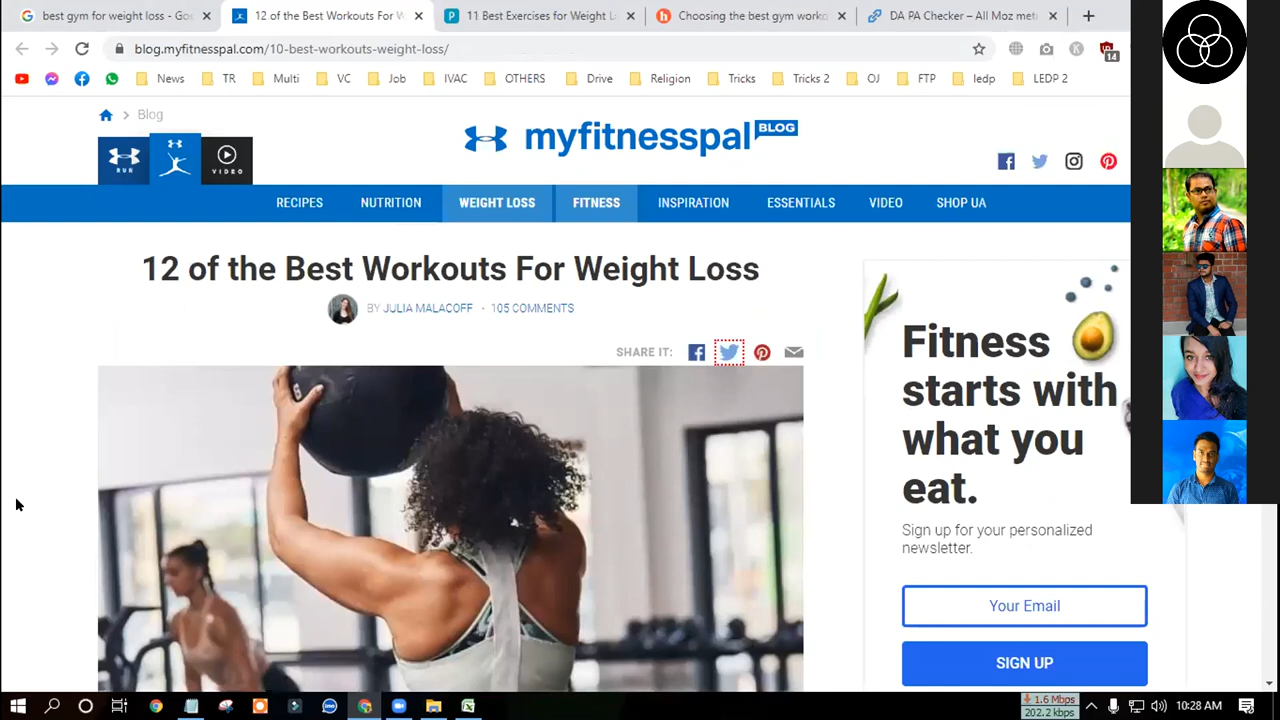 best gym for weight loss - Goo
12 of the Best Workouts For W
11 Best Exercises for Weight L
Choosing the best gym worko
DA PA Checker – All Moz met
blog.myfitnesspal.com/10-best-workouts-weight-loss/
14
News
TR
Multi
VC
Job
IVAC
OTHERS
Drive
Religion
Tricks
Tricks 2
OJ
FTP
ledp
LEDP 2
Blog
RUN
VIDEO
myfitnesspal BLOG
RECIPES
NUTRITION
WEIGHT LOSS
FITNESS
INSPIRATION
ESSENTIALS
VIDEO
SHOP UA
12 of the Best Workouts For Weight Loss
BY JULIA MALACOFF • 105 COMMENTS
SHARE IT:
Fitness
starts with
what you
eat.
Sign up for your personalized
newsletter.
Your Email
SIGN UP
1.6 Mbps
202.2 kbps
10:28 AM